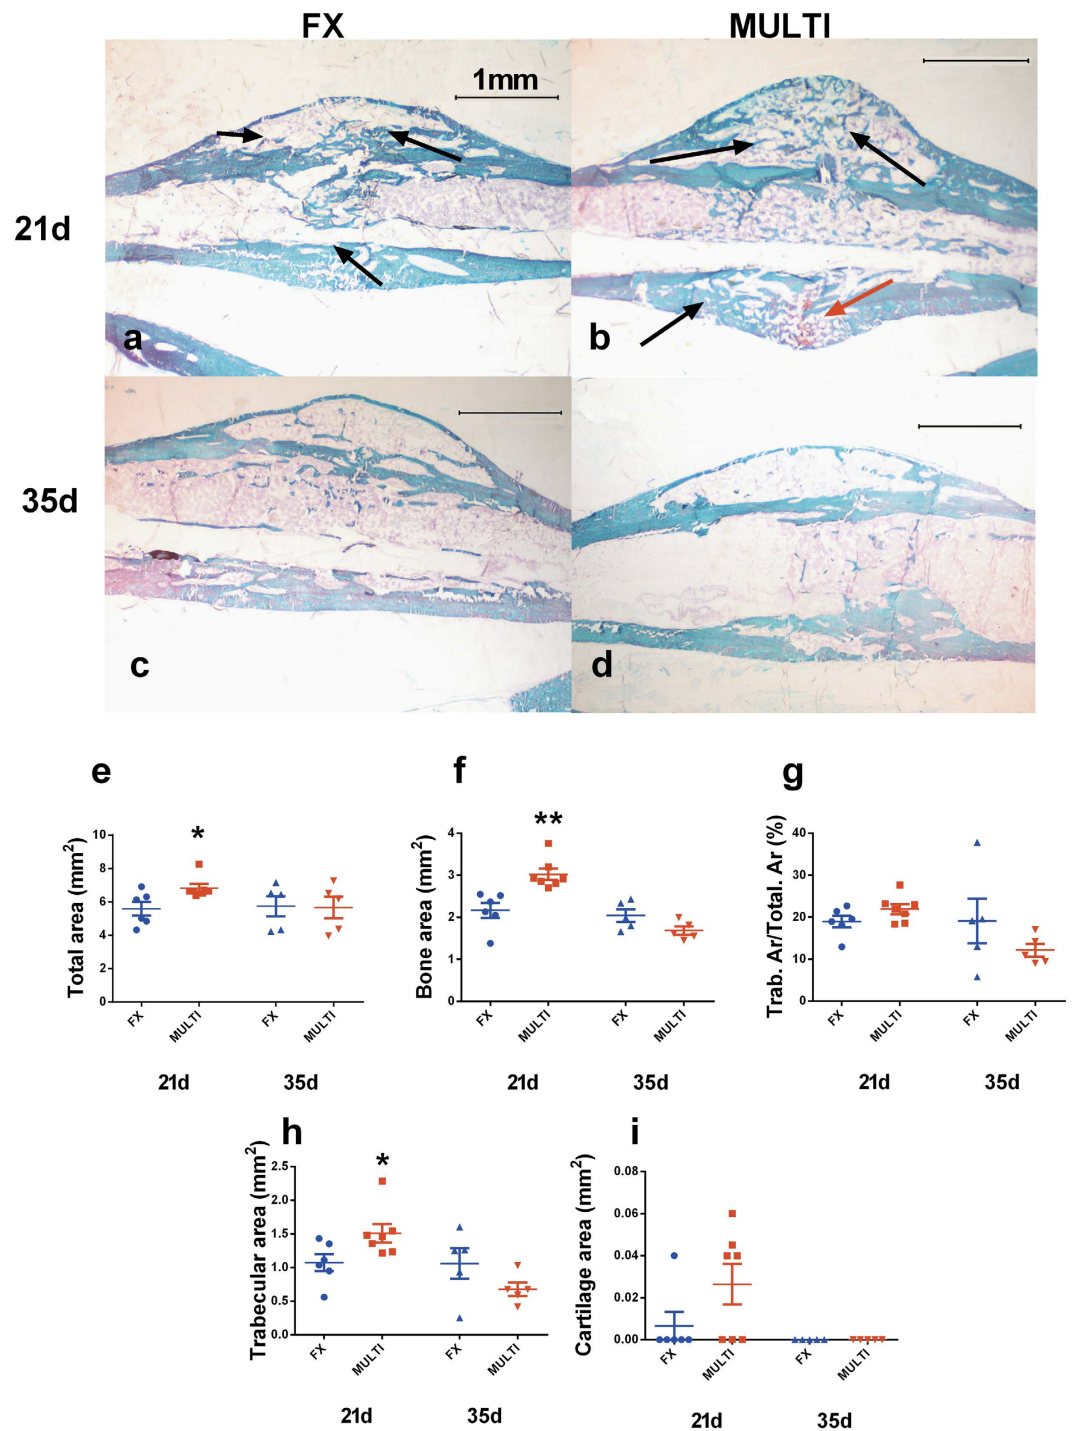 FX MULTI
1mm
21d
a b
35d
c d
e f g
*
Total area (mm2)
10
8
6
4
2
0
FX MULTI FX MULTI
21d 35d
**
Bone area (mm2)
4
3
2
1
0
FX MULTI FX MULTI
21d 35d
Trab. Ar/Total. Ar (%)
40
30
20
10
0
FX MULTI FX MULTI
21d 35d
h i
*
Trabecular area (mm2)
2.5
2.0
1.5
1.0
0.5
0.0
FX MULTI FX MULTI
21d 35d
Cartilage area (mm2)
0.08
0.06
0.04
0.02
0.00
FX MULTI FX MULTI
21d 35d